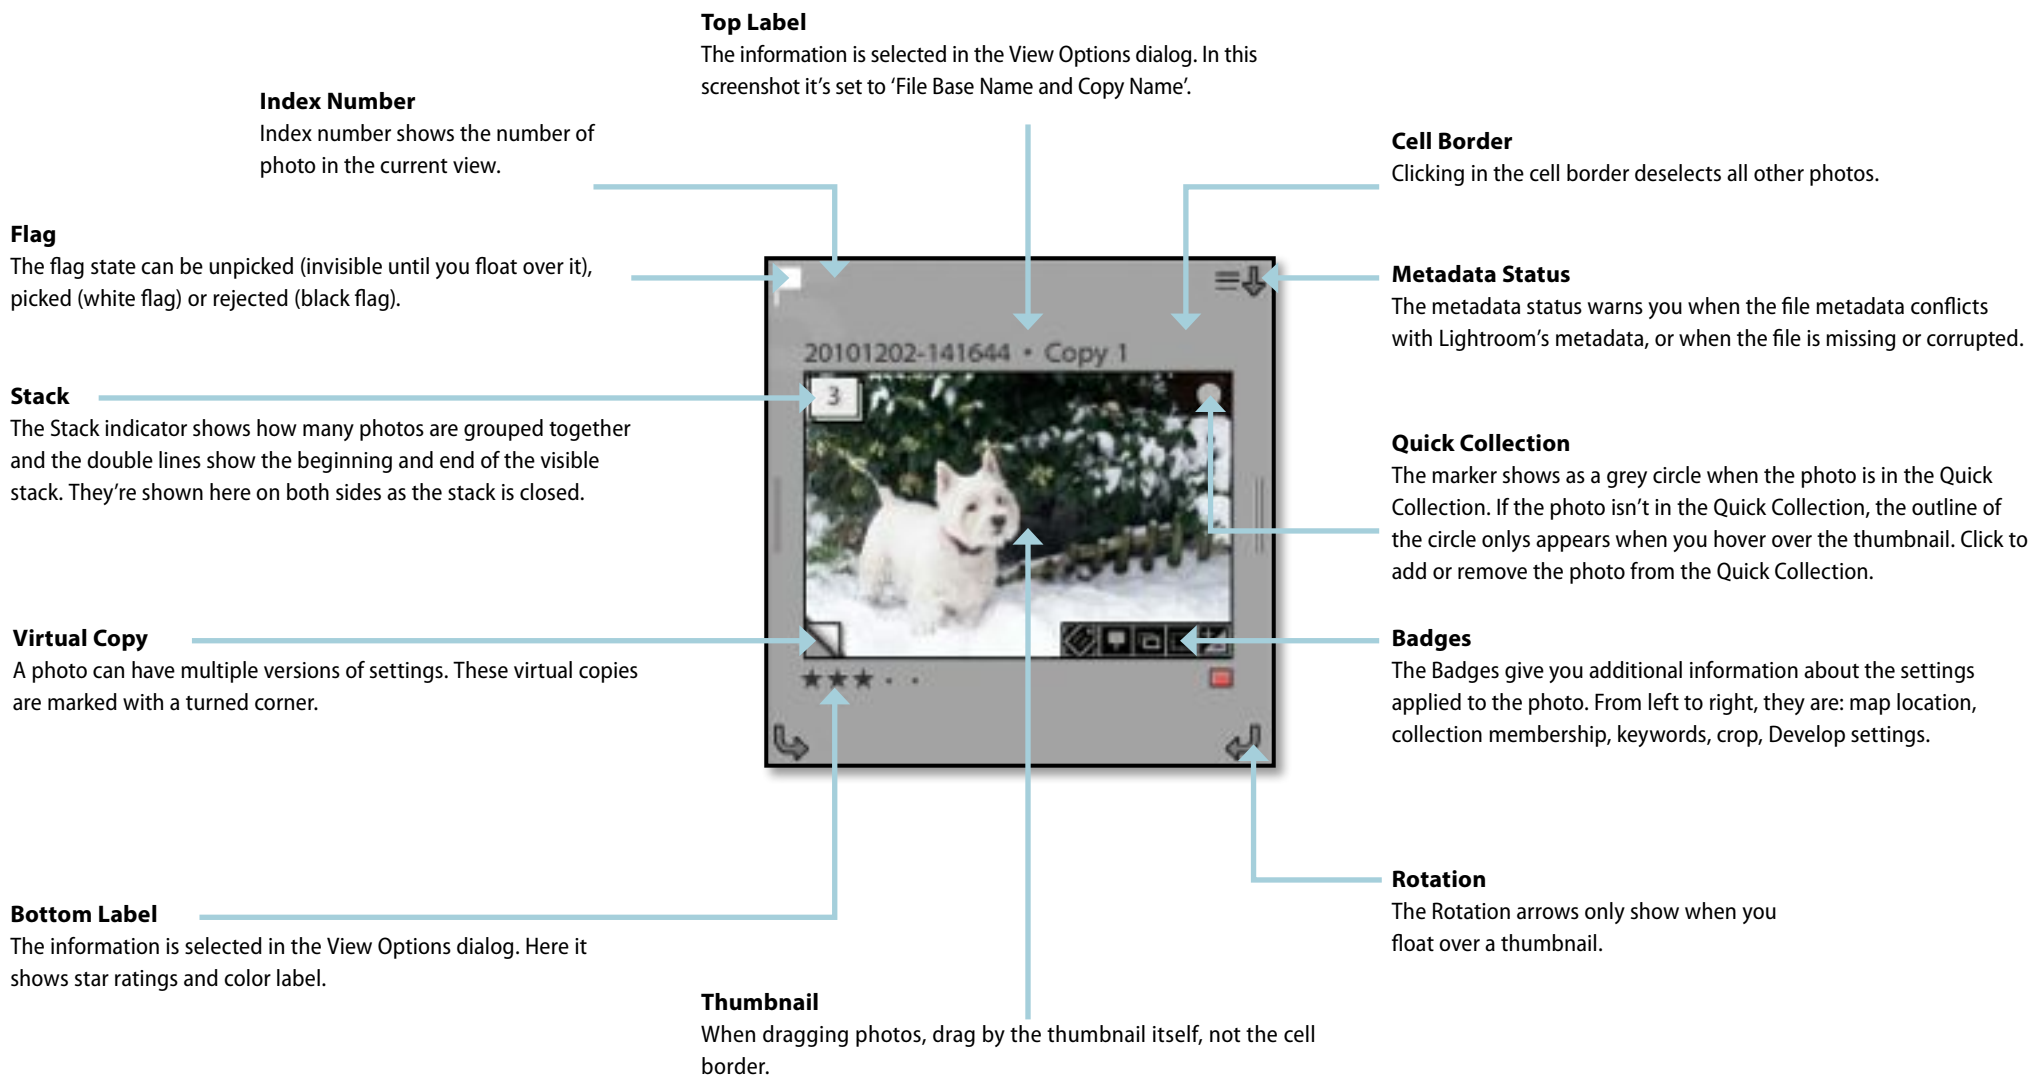 Top Label
The information is selected in the View Options dialog. In this
screenshot it's set to ‘File Base Name and Copy Name’.
Index Number
Index number shows the number of
photo in the current view.
Cell Border
Clicking in the cell border deselects all other photos.
Flag
The flag state can be unpicked (invisible until you float over it),
picked (white flag) or rejected (black flag).
Metadata Status
The metadata status warns you when the file metadata conflicts
with Lightroom's metadata, or when the file is missing or corrupted.
20101202-141644 • Copy 1
3
Stack
The Stack indicator shows how many photos are grouped together
and the double lines show the beginning and end of the visible
stack. They're shown here on both sides as the stack is closed.
Quick Collection
The marker shows as a grey circle when the photo is in the Quick
Collection. If the photo isn't in the Quick Collection, the outline of
the circle onlys appears when you hover over the thumbnail. Click to
add or remove the photo from the Quick Collection.
Virtual Copy
A photo can have multiple versions of settings. These virtual copies
are marked with a turned corner.
Badges
The Badges give you additional information about the settings
applied to the photo. From left to right, they are: map location,
collection membership, keywords, crop, Develop settings.
Rotation
The Rotation arrows only show when you
float over a thumbnail.
Bottom Label
The information is selected in the View Options dialog. Here it
shows star ratings and color label.
Thumbnail
When dragging photos, drag by the thumbnail itself, not the cell
border.